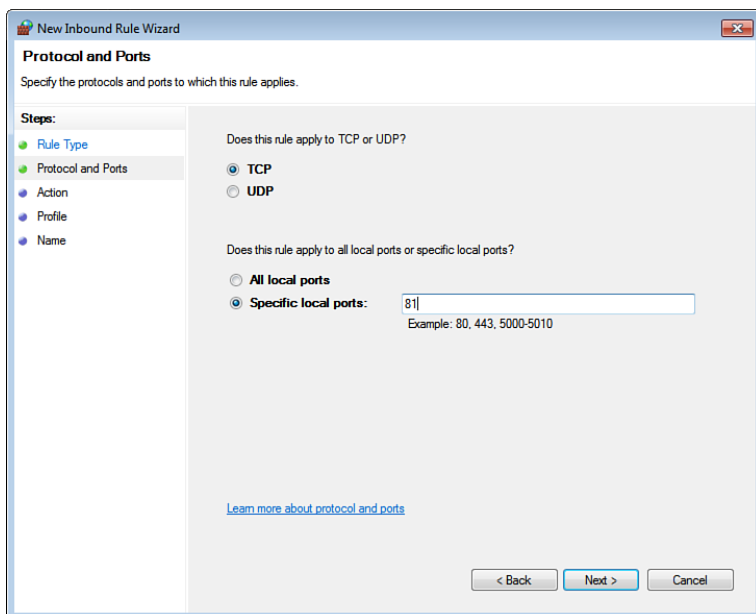 New Inbound Rule Wizard
Protocol and Ports
Specify the protocols and ports to which this rule applies.
Steps:
Rule Type
Protocol and Ports
Action
Profile
Name
Does this rule apply to TCP or UDP?
TCP
UDP
Does this rule apply to all local ports or specific local ports?
All local ports
Specific local ports: 81
Example: 80, 443, 5000-5010
Learn more about protocol and ports
< Back Next > Cancel